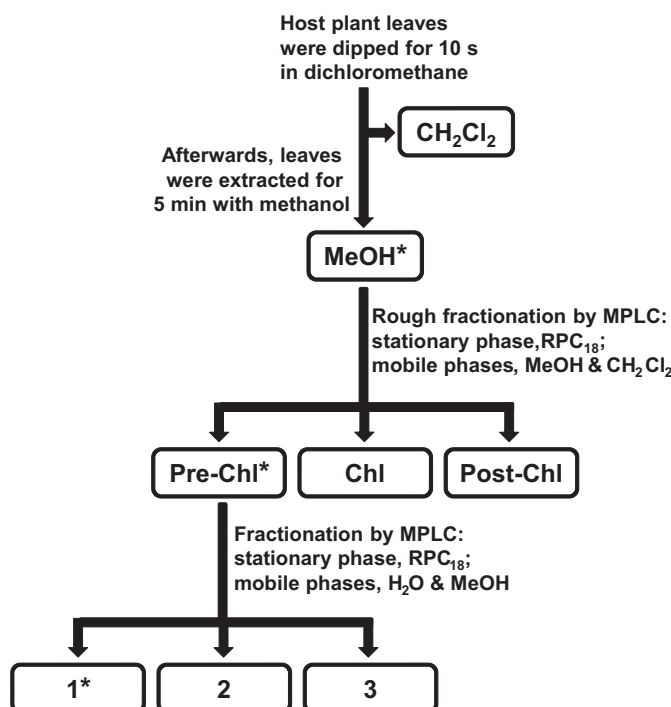 Host plant leaves
were dipped for 10 s
in dichloromethane
CH₂Cl₂
Afterwards, leaves
were extracted for
5 min with methanol
MeOH*
Rough fractionation by MPLC:
stationary phase,RPC₁₈;
mobile phases, MeOH & CH₂Cl₂
Pre-Chl*
Chl
Post-Chl
Fractionation by MPLC:
stationary phase, RPC₁₈;
mobile phases, H₂O & MeOH
1*
2
3